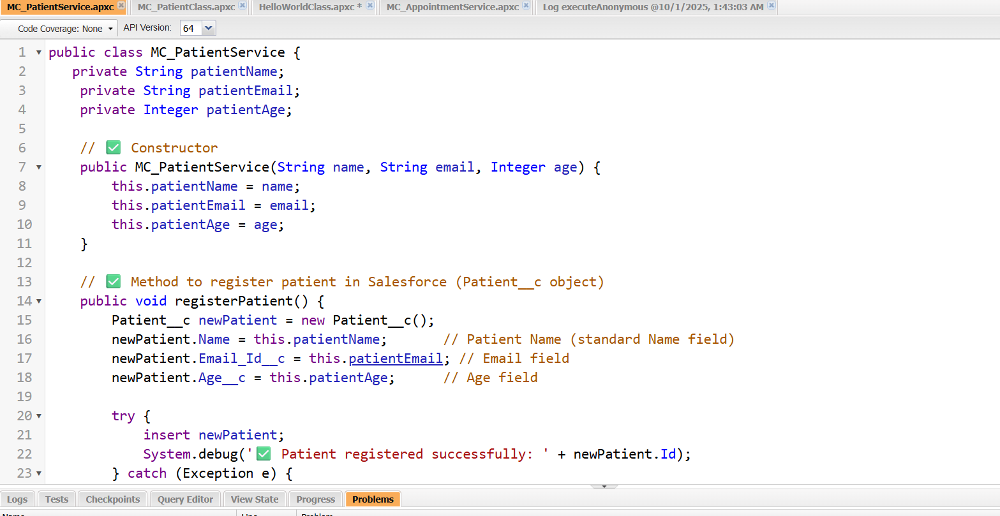 MC_PatientService.apxc MC_PatientClass.apxc HelloWorldClass.apxc * MC_AppointmentService.apxc Log executeAnonymous @10/1/2025, 1:43:03 AM
Code Coverage: None API Version: 64
1 public class MC_PatientService {
2 private String patientName;
3 private String patientEmail;
4 private Integer patientAge;
5
6 // ✅ Constructor
7 public MC_PatientService(String name, String email, Integer age) {
8 this.patientName = name;
9 this.patientEmail = email;
10 this.patientAge = age;
11 }
12
13 // ✅ Method to register patient in Salesforce (Patient__c object)
14 public void registerPatient() {
15 Patient__c newPatient = new Patient__c();
16 newPatient.Name = this.patientName; // Patient Name (standard Name field)
17 newPatient.Email_Id__c = this.patientEmail; // Email field
18 newPatient.Age__c = this.patientAge; // Age field
19
20 try {
21 insert newPatient;
22 System.debug('✅ Patient registered successfully: ' + newPatient.Id);
23 } catch (Exception e) {
Logs Tests Checkpoints Query Editor View State Progress Problems
Name Line Problem